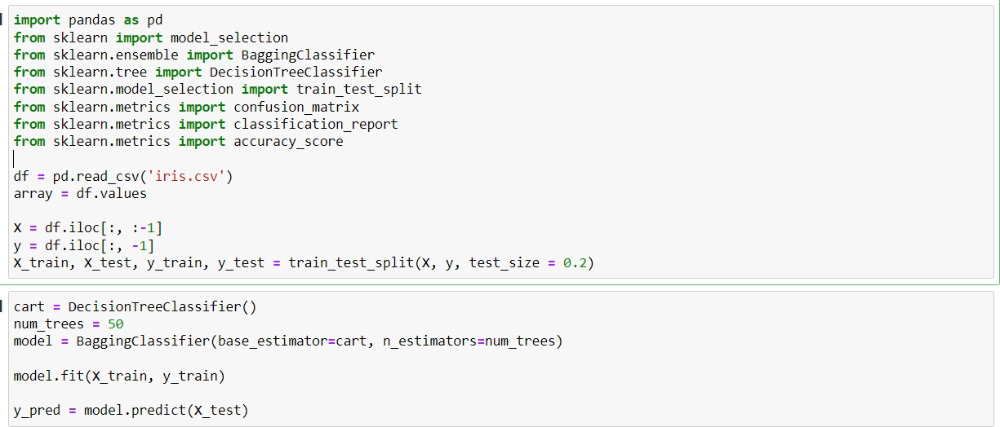 import pandas as pd
from sklearn import model_selection
from sklearn.ensemble import BaggingClassifier
from sklearn.tree import DecisionTreeClassifier
from sklearn.model_selection import train_test_split
from sklearn.metrics import confusion_matrix
from sklearn.metrics import classification_report
from sklearn.metrics import accuracy_score
df = pd.read_csv('iris.csv')
array = df.values
X = df.iloc[:, :-1]
y = df.iloc[:, -1]
X_train, X_test, y_train, y_test = train_test_split(X, y, test_size = 0.2)
cart = DecisionTreeClassifier()
num_trees = 50
model = BaggingClassifier(base_estimator=cart, n_estimators=num_trees)
model.fit(X_train, y_train)
y_pred = model.predict(X_test)